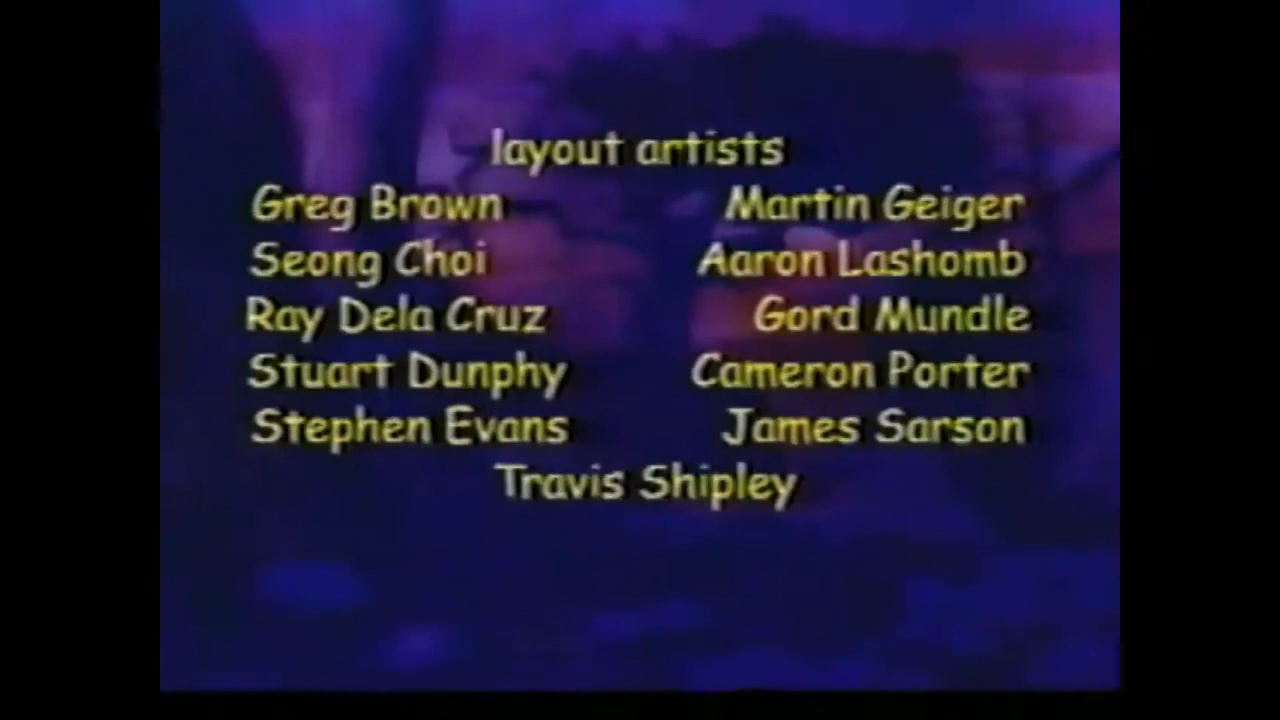 layout artists
Greg Brown Martin Geiger
Seong Choi Aaron Lashomb
Ray Dela Cruz Gord Mundle
Stuart Dunphy Cameron Porter
Stephen Evans James Sarson
Travis Shipley